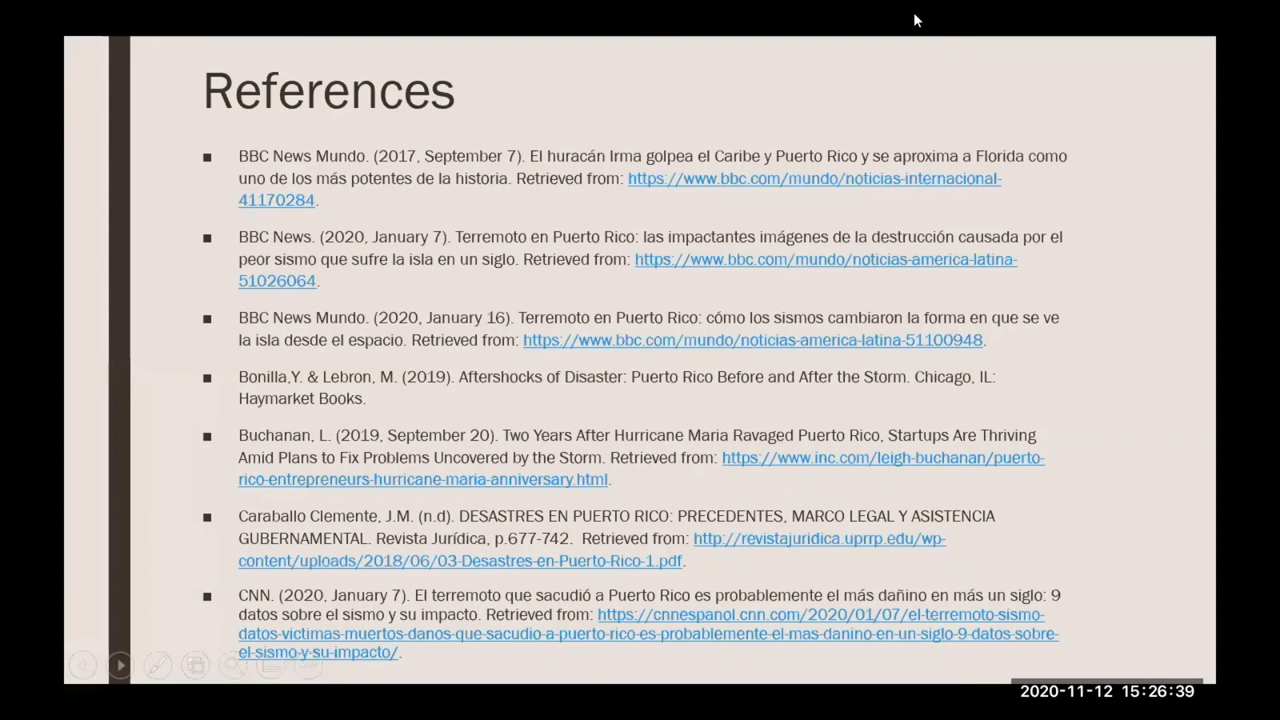 References
■ BBC News Mundo. (2017, September 7). El huracán Irma golpea el Caribe y Puerto Rico y se aproxima a Florida como
uno de los más potentes de la historia. Retrieved from: https://www.bbc.com/mundo/noticias-internacional-
41170284.
■ BBC News. (2020, January 7). Terremoto en Puerto Rico: las impactantes imágenes de la destrucción causada por el
peor sismo que sufre la isla en un siglo. Retrieved from: https://www.bbc.com/mundo/noticias-america-latina-
51026064.
■ BBC News Mundo. (2020, January 16). Terremoto en Puerto Rico: cómo los sismos cambiaron la forma en que se ve
la isla desde el espacio. Retrieved from: https://www.bbc.com/mundo/noticias-america-latina-51100948.
■ Bonilla,Y. & Lebron, M. (2019). Aftershocks of Disaster: Puerto Rico Before and After the Storm. Chicago, IL:
Haymarket Books.
■ Buchanan, L. (2019, September 20). Two Years After Hurricane Maria Ravaged Puerto Rico, Startups Are Thriving
Amid Plans to Fix Problems Uncovered by the Storm. Retrieved from: https://www.inc.com/leigh-buchanan/puerto-
rico-entrepreneurs-hurricane-maria-anniversary.html.
■ Caraballo Clemente, J.M. (n.d). DESASTRES EN PUERTO RICO: PRECEDENTES, MARCO LEGAL Y ASISTENCIA
GUBERNAMENTAL. Revista Jurídica, p.677-742. Retrieved from: http://revistajuridica.uprrp.edu/wp-
content/uploads/2018/06/03-Desastres-en-Puerto-Rico-1.pdf.
■ CNN. (2020, January 7). El terremoto que sacudió a Puerto Rico es probablemente el más dañino en más un siglo: 9
datos sobre el sismo y su impacto. Retrieved from: https://cnnespanol.cnn.com/2020/01/07/el-terremoto-sismo-
datos-victimas-muertos-danos-que-sacudio-a-puerto-rico-es-probablemente-el-mas-danino-en-un-siglo-9-datos-sobre-
el-sismo-y-su-impacto/.
2020-11-12 15:26:39